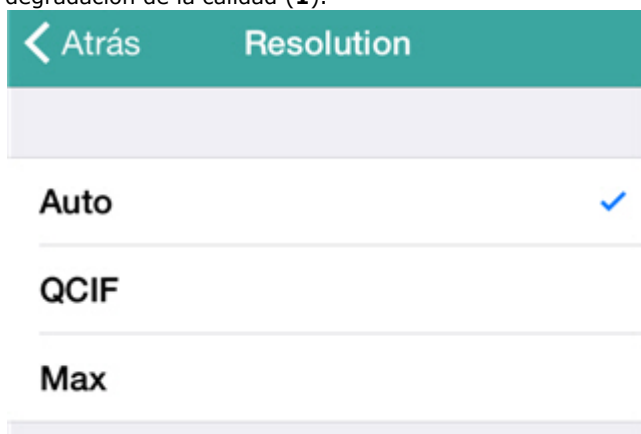 degradación de la calidad (1).
Atrás Resolution
Auto
QCIF
Max